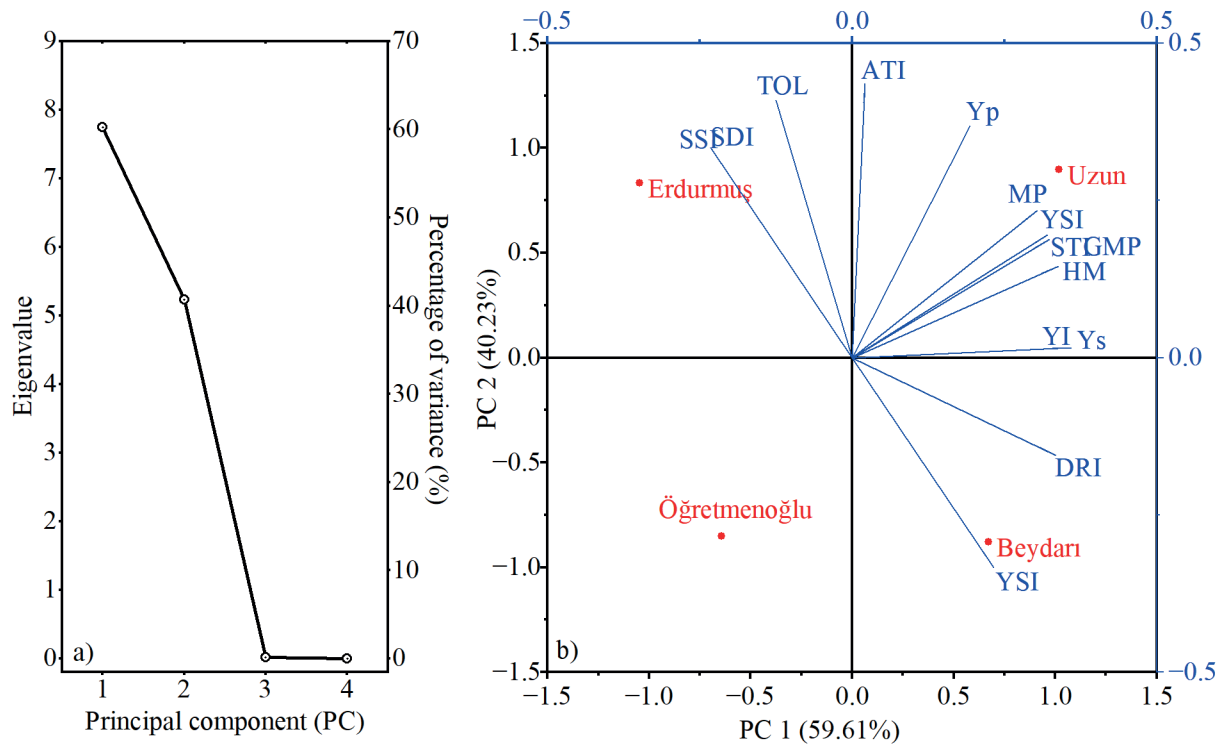 9
8
7
6
5
4
3
2
1
0
Eigenvalue
70
60
50
40
30
20
10
0
Percentage of variance (%)
a)
1 2 3 4
Principal component (PC)
−0.5 0.0 0.5
1.5
1.0
0.5
0.0
−0.5
−1.0
−1.5
PC 2 (40.23%)
0.5
0.0
−0.5
ATI
TOL
Yp
SSI
SDI
Erdurmuş
Uzun
MP
YSI
STI
GMP
HM
YI
Ys
DRI
Öğretmenoğlu
Beydarı
YSI
b)
−1.5 −1.0 −0.5 0.0 0.5 1.0 1.5
PC 1 (59.61%)